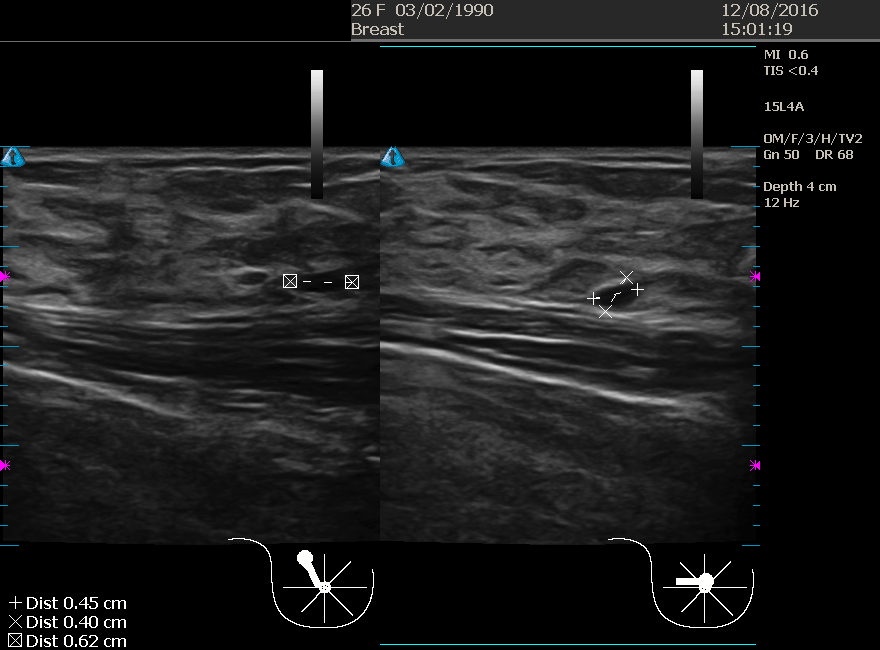 26 F 03/02/1990 12/08/2016
Breast 15:01:19
MI 0.6
TIS <0.4
15L4A
OM/F/3/H/TV2
Gn 50 DR 68
Depth 4 cm
12 Hz
Dist 0.45 cm
Dist 0.40 cm
Dist 0.62 cm